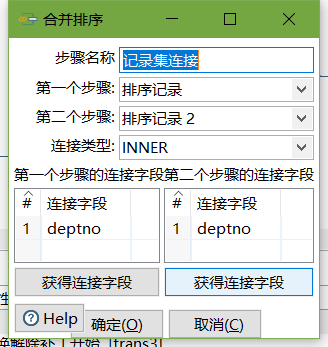 合并排序
步骤名称 记录集连接
第一个步骤: 排序记录
第二个步骤: 排序记录 2
连接类型: INNER
第一个步骤的连接字段 第二个步骤的连接字段
# 连接字段 # 连接字段
1 deptno 1 deptno
获得连接字段 获得连接字段
Help 确定(O) 取消(C)